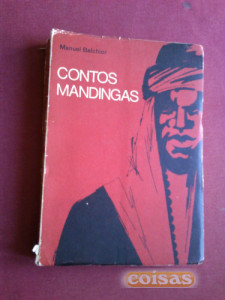 Manuel Belchior
CONTOS
MANDINGAS
coisas